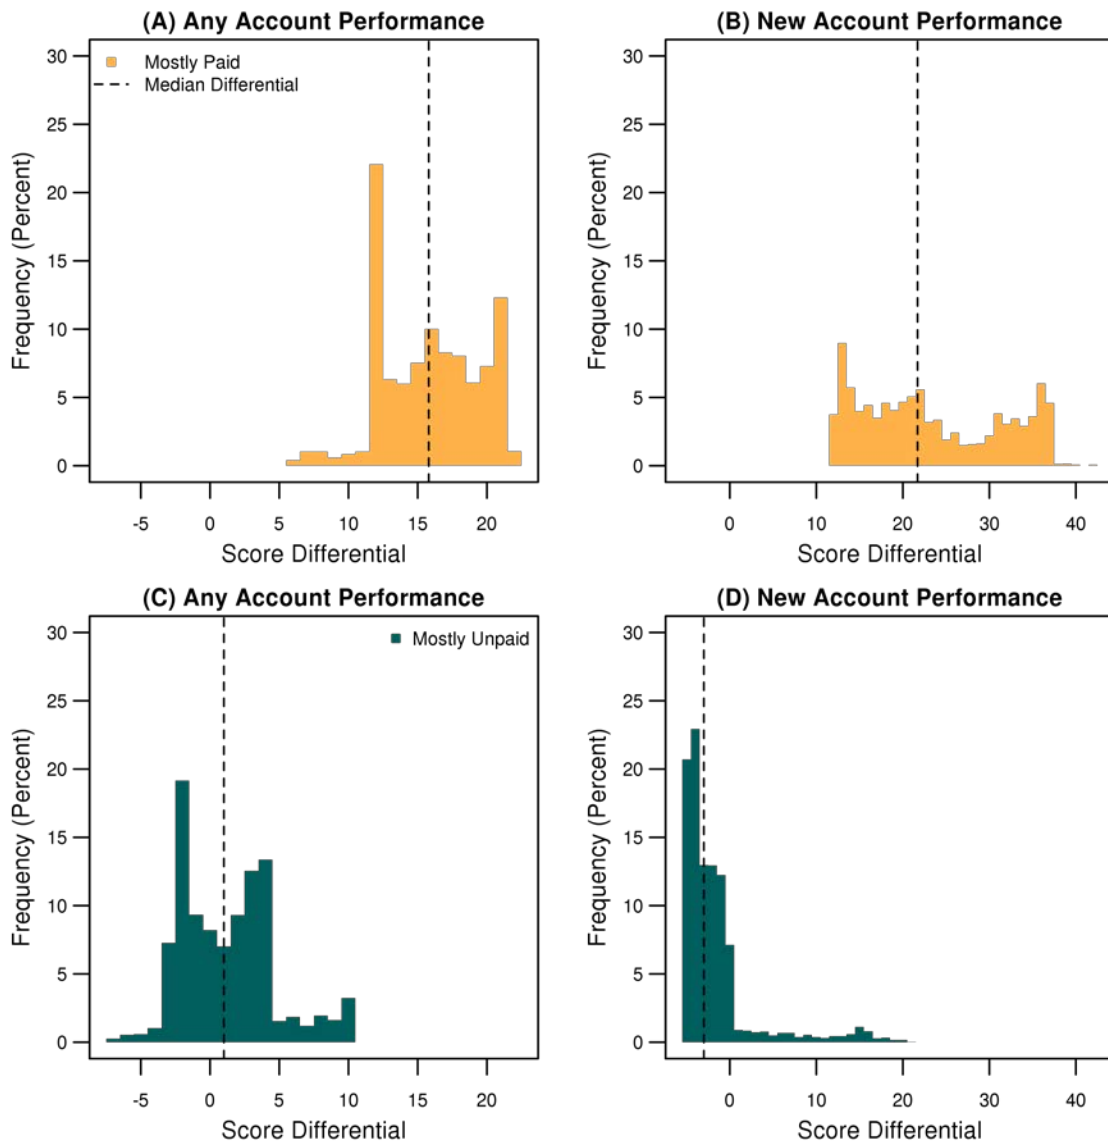 (A) Any Account Performance
Mostly Paid
Median Differential
Frequency (Percent)
30
25
20
15
10
5
0
-5 0 5 10 15 20
Score Differential
(B) New Account Performance
Frequency (Percent)
30
25
20
15
10
5
0
0 10 20 30 40
Score Differential
(C) Any Account Performance
Mostly Unpaid
Frequency (Percent)
30
25
20
15
10
5
0
-5 0 5 10 15 20
Score Differential
(D) New Account Performance
Frequency (Percent)
30
25
20
15
10
5
0
0 10 20 30 40
Score Differential